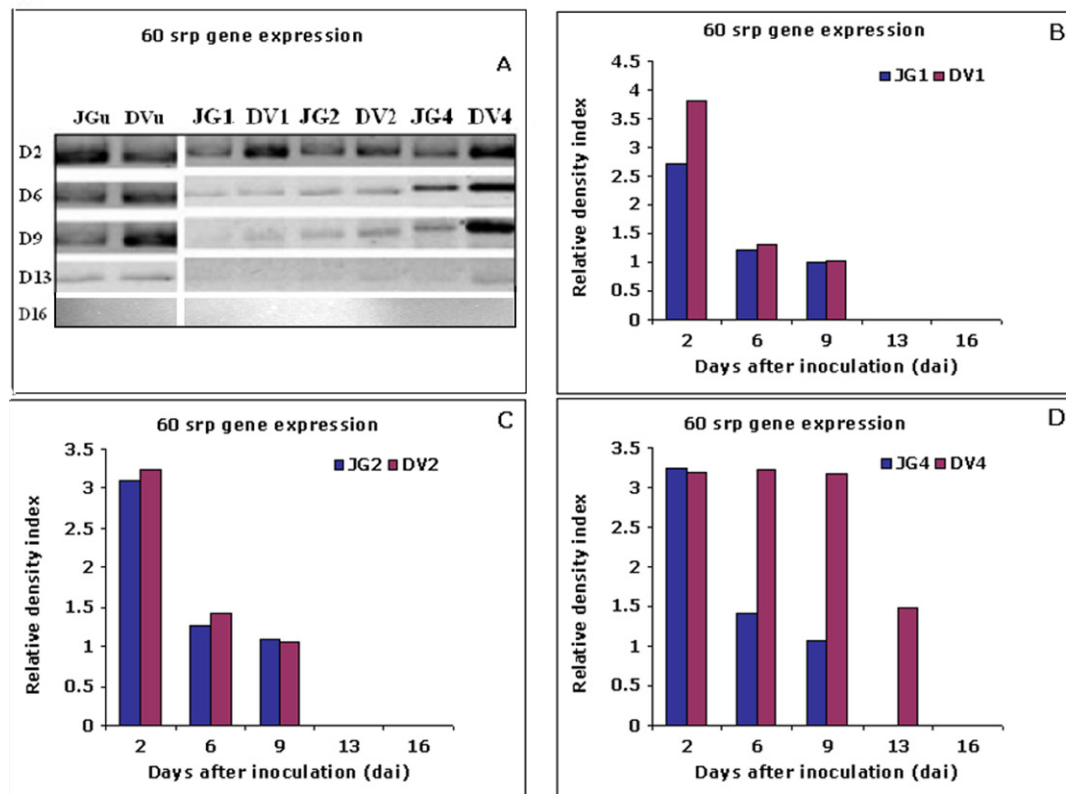 60 srp gene expression
A
JGu DVu JG1 DV1 JG2 DV2 JG4 DV4
D2
D6
D9
D13
D16
60 srp gene expression
B
JG1 DV1
Relative density index
4.5
4
3.5
3
2.5
2
1.5
1
0.5
0
2 6 9 13 16
Days after inoculation (dai)
60 srp gene expression
C
JG2 DV2
Relative density index
3.5
3
2.5
2
1.5
1
0.5
0
2 6 9 13 16
Days after inoculation (dai)
60 srp gene expression
D
JG4 DV4
Relative density index
3.5
3
2.5
2
1.5
1
0.5
0
2 6 9 13 16
Days after inoculation (dai)